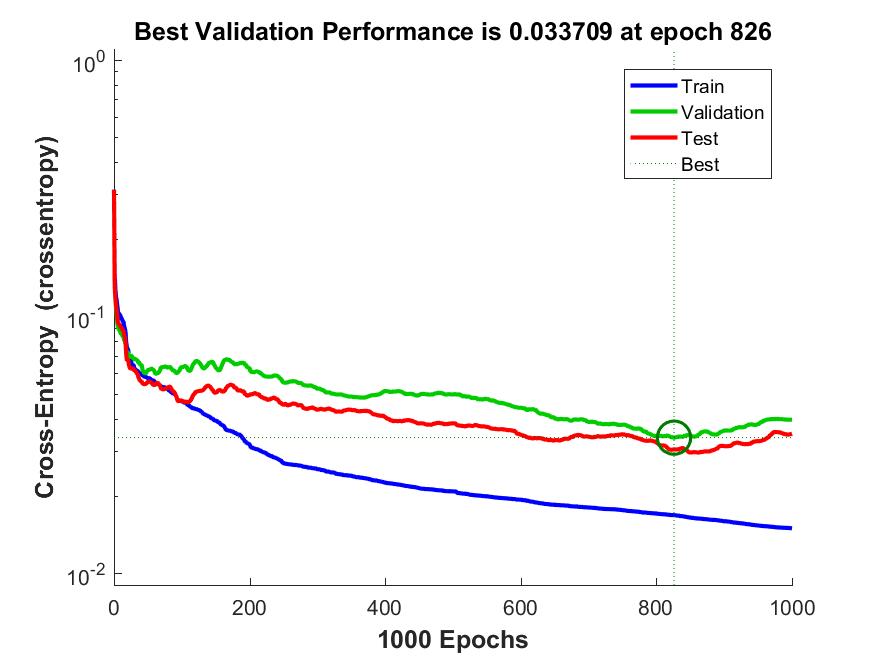 Best Validation Performance is 0.033709 at epoch 826
10^0
10^-1
10^-2
Cross-Entropy (crossentropy)
Train
Validation
Test
Best
0 200 400 600 800 1000
1000 Epochs